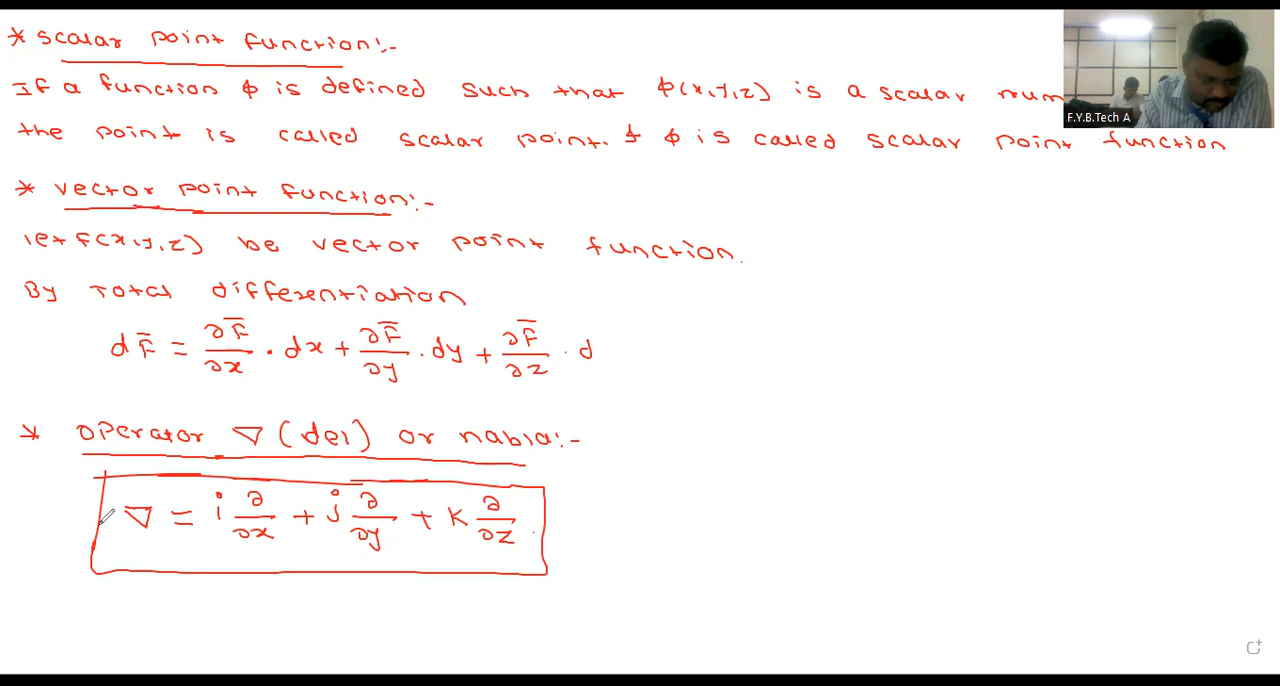 * scalar point function:-
If a function ϕ is defined such that ϕ(x,y,z) is a scalar num
F.Y.B.Tech A
the point is called scalar point. & ϕ is called scalar point function
* vector point function:-
let F(x,y,z) be vector point function.
By Total differentiation
d F̅ = ∂F̅/∂x . dx + ∂F̅/∂y . dy + ∂F̅/∂z . d
* operator ∇ (del) or nabla:-
∇ = i ∂/∂x + j ∂/∂y + k ∂/∂z .